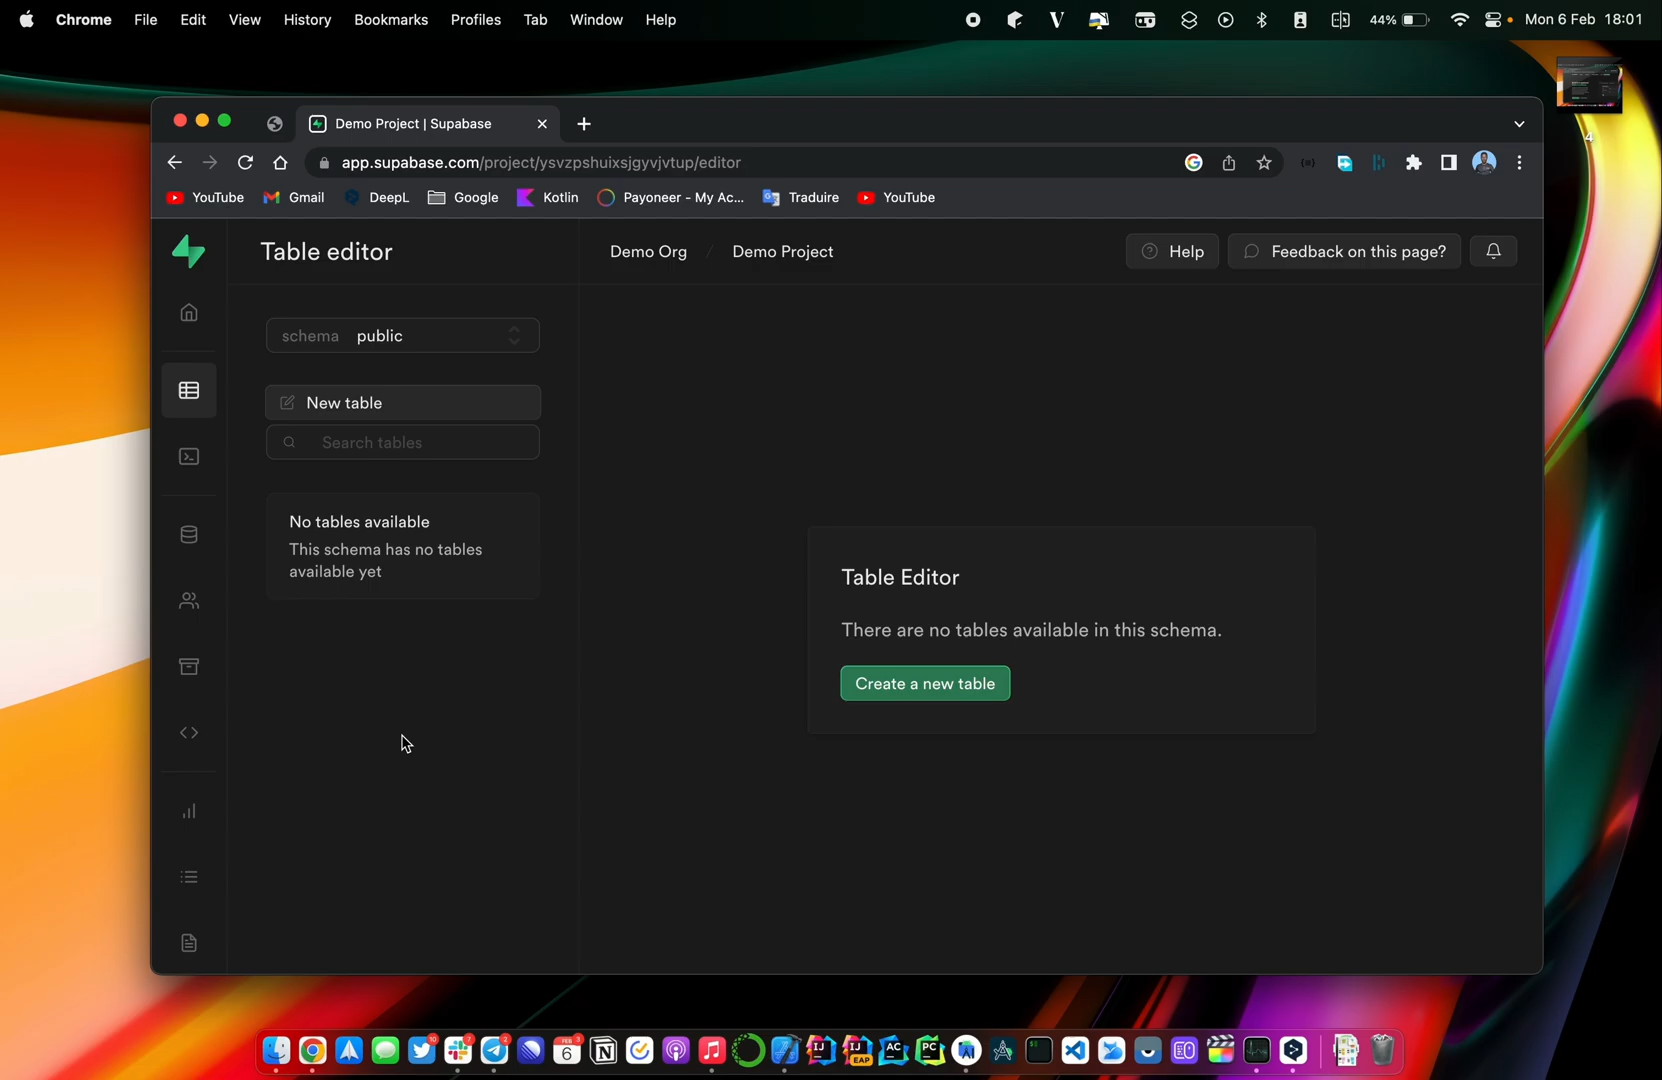 Chrome File Edit View History Bookmarks Profiles Tab Window Help
44% Mon 6 Feb 18:01
Demo Project | Supabase
app.supabase.com/project/ysvzpshuixsjgyvjvtup/editor
YouTube Gmail DeepL Google Kotlin Payoneer - My Ac... Traduire YouTube
4
Table editor
Demo Org / Demo Project
Help
Feedback on this page?
schema public
New table
Search tables
No tables available
This schema has no tables
available yet
Table Editor
There are no tables available in this schema.
Create a new table